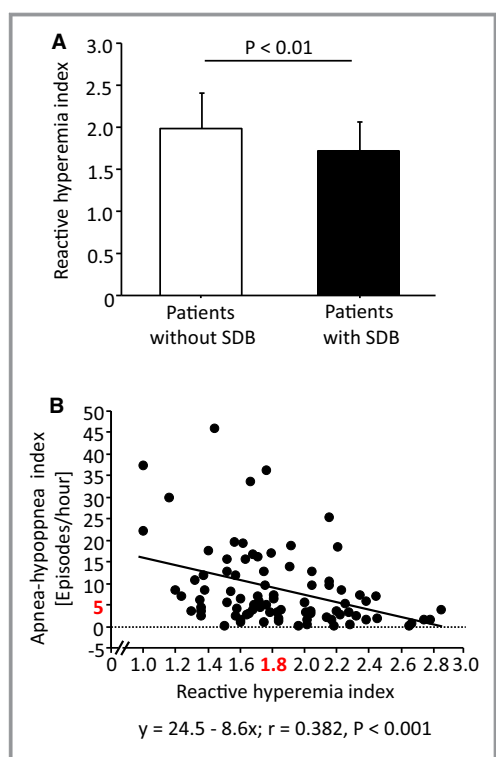 A
P < 0.01
Reactive hyperemia index
3.0
2.5
2.0
1.5
1.0
0.5
0
Patients without SDB
Patients with SDB
B
Apnea-hypoppnea index
[Episodes/hour]
50
45
40
35
30
25
20
15
10
5
0
-5
0 1.0 1.2 1.4 1.6 1.8 2.0 2.2 2.4 2.6 2.8 3.0
Reactive hyperemia index
y = 24.5 - 8.6x; r = 0.382, P < 0.001